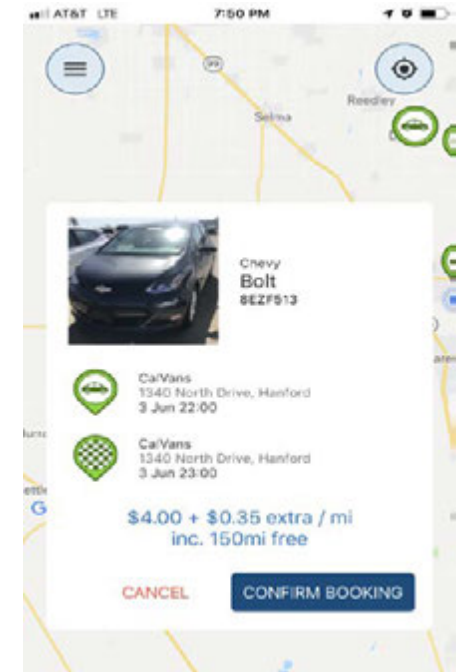 AT&T LTE
7:50 PM
99
Selma
Reedley
Chevy
Bolt
8EZF513
CalVans
1340 North Drive, Hanford
3 Jun 22:00
CalVans
1340 North Drive, Hanford
3 Jun 23:00
$4.00 + $0.35 extra / mi
inc. 150mi free
G
CANCEL
CONFIRM BOOKING